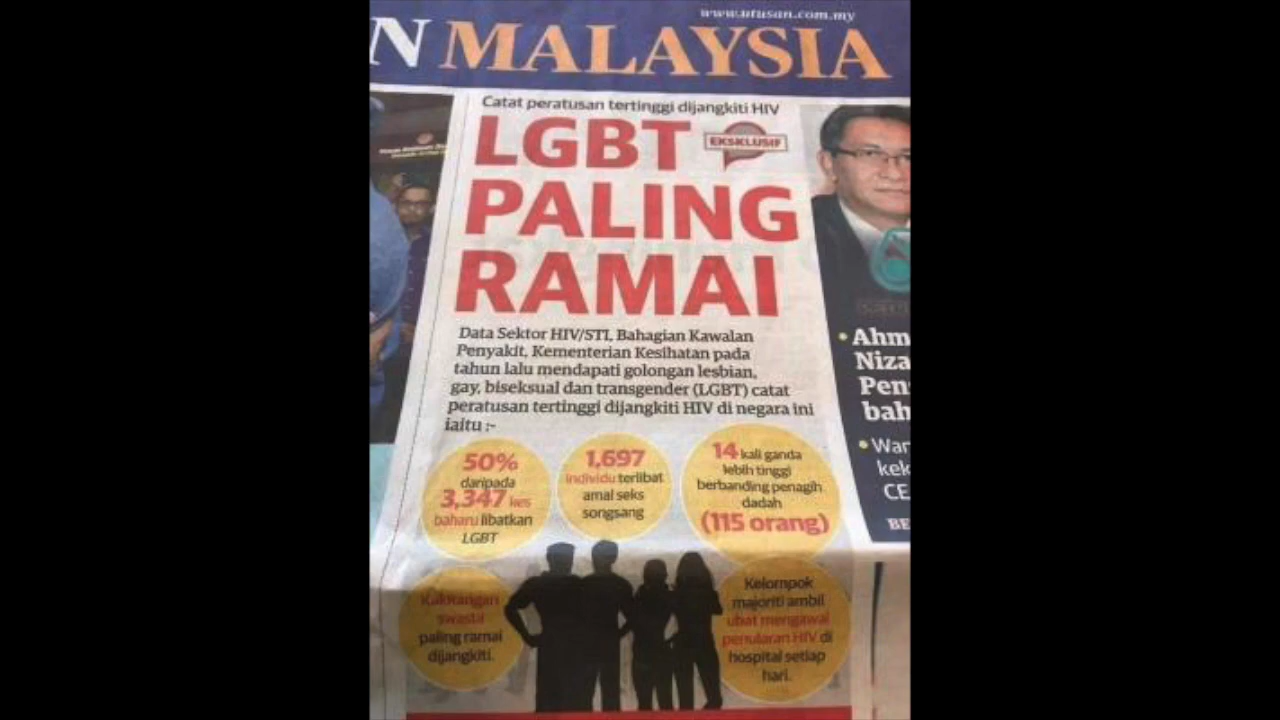 www.utusan.com.my
N MALAYSIA
Catat peratusan tertinggi dijangkiti HIV
LGBT
EKSKLUSIF
PALING
RAMAI
Data Sektor HIV/STI, Bahagian Kawalan
Penyakit, Kementerian Kesihatan pada
tahun lalu mendapati golongan lesbian,
gay, biseksual dan transgender (LGBT) catat
peratusan tertinggi dijangkiti HIV di negara ini
iaitu :-
50%
daripada
3,347 kes
baharu libatkan
LGBT
1,697
individu terlibat
amal seks
songsang
14 kali ganda
lebih tinggi
berbanding penagih
dadah
(115 orang)
Kakitangan
swasta
paling ramai
dijangkiti.
Kelompok
majoriti ambil
ubat mengawal
penularan HIV di
hospital setiap
hari.
• Ahm
Niza
Pen
bah
• War
kek
CE
BE